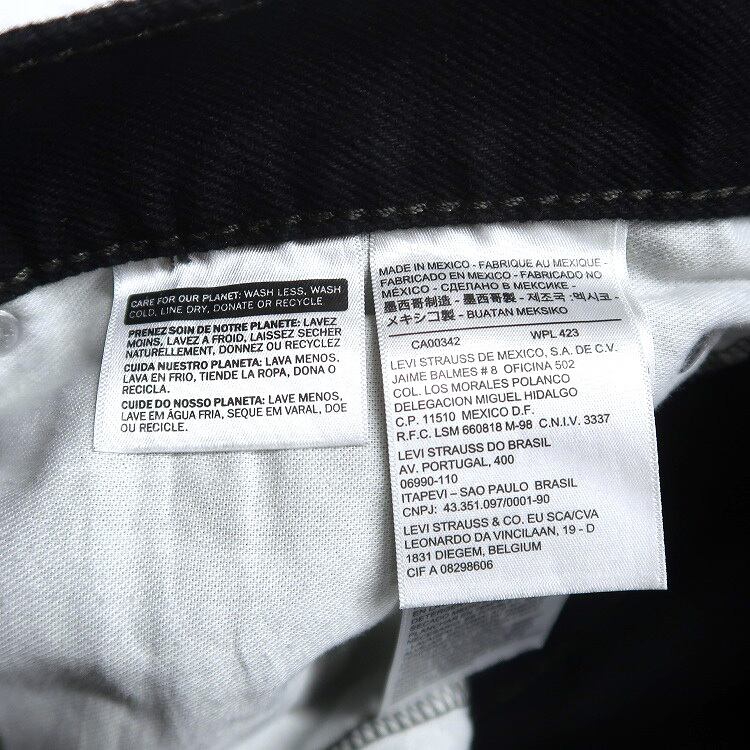 CARE FOR OUR PLANET: WASH LESS, WASH
COLD, LINE DRY, DONATE OR RECYCLE
PRENEZ SOIN DE NOTRE PLANETE: LAVEZ
MOINS, LAVEZ A FROID, LAISSEZ SECHER
NATURELLEMENT, DONNEZ OU RECYCLEZ
CUIDA NUESTRO PLANETA: LAVA MENOS,
LAVA EN FRIO, TIENDE LA ROPA, DONA O
RECICLA.
CUIDE DO NOSSO PLANETA: LAVE MENOS,
LAVE EM ÁGUA FRIA, SEQUE EM VARAL, DOE
OU RECICLE.
MADE IN MEXICO - FABRIQUE AU MEXIQUE -
FABRICADO EN MEXICO - FABRICADO NO
MÉXICO - СДЕЛАНО В МЕКСИКЕ -
墨西哥制造 - 墨西哥製 - 제조국 :멕시코 -
メキシコ製 - BUATAN MEKSIKO
CA00342 WPL 423
LEVI STRAUSS DE MEXICO, S.A. DE C.V.
JAIME BALMES # 8 OFICINA 502
COL. LOS MORALES POLANCO
DELEGACION MIGUEL HIDALGO
C.P. 11510 MEXICO D.F.
R.F.C. LSM 660818 M-98 C.N.I.V. 3337
LEVI STRAUSS DO BRASIL
AV. PORTUGAL, 400
06990-110
ITAPEVI – SAO PAULO BRASIL
CNPJ: 43.351.097/0001-90
LEVI STRAUSS & CO. EU SCA/CVA
LEONARDO DA VINCILAAN, 19 - D
1831 DIEGEM, BELGIUM
CIF A 08298606